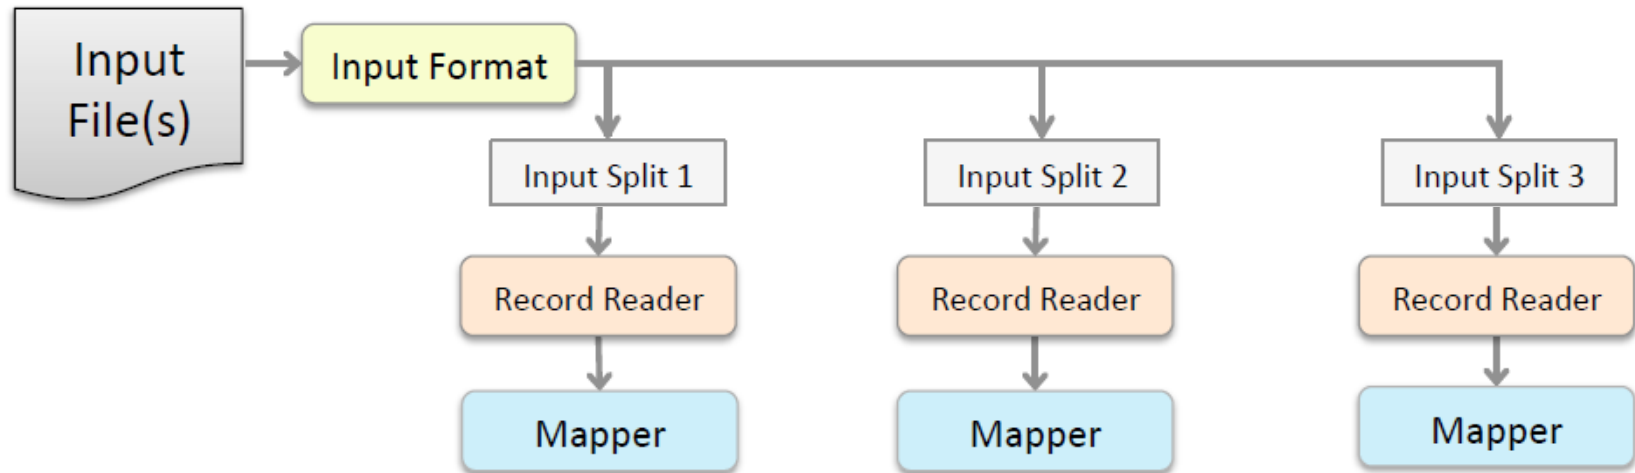 Input
File(s)
Input Format
Input Split 1
Input Split 2
Input Split 3
Record Reader
Record Reader
Record Reader
Mapper
Mapper
Mapper